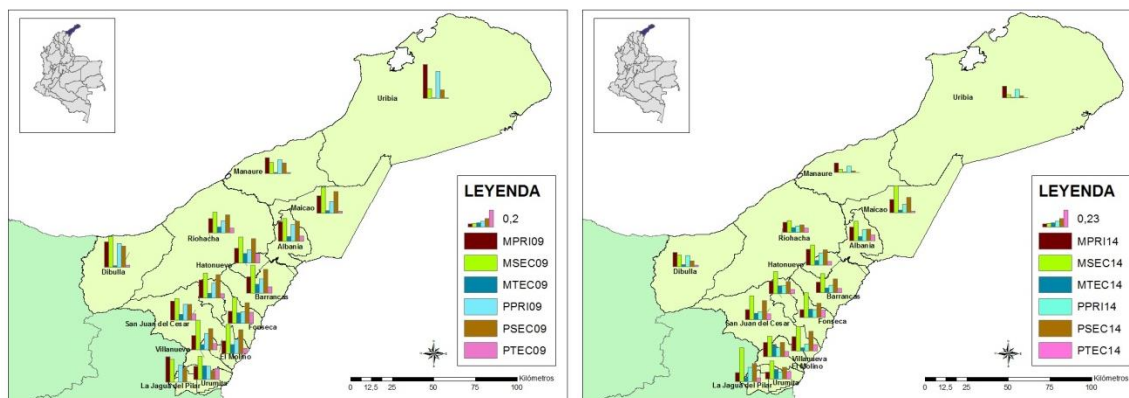 Uribia
Manaure
Maicao
Riohacha
Albania
Dibulla
Hatonuevo
Barrancas
San Juan del Cesar
Fonseca
Villanueva
El Molino
La Jagua del Pilar
Urumita
LEYENDA
0,2
MPRI09
MSEC09
MTEC09
PPRI09
PSEC09
PTEC09
Kilómetros
0 12,5 25 50 75 100
Uribia
Manaure
Maicao
Riohacha
Albania
Dibulla
Hatonuevo
Barrancas
San Juan del Cesar
Fonseca
Villanueva
El Molino
La Jagua del Pilar
Urumita
LEYENDA
0,23
MPRI14
MSEC14
MTEC14
PPRI14
PSEC14
PTEC14
Kilómetros
0 12,5 25 50 75 100